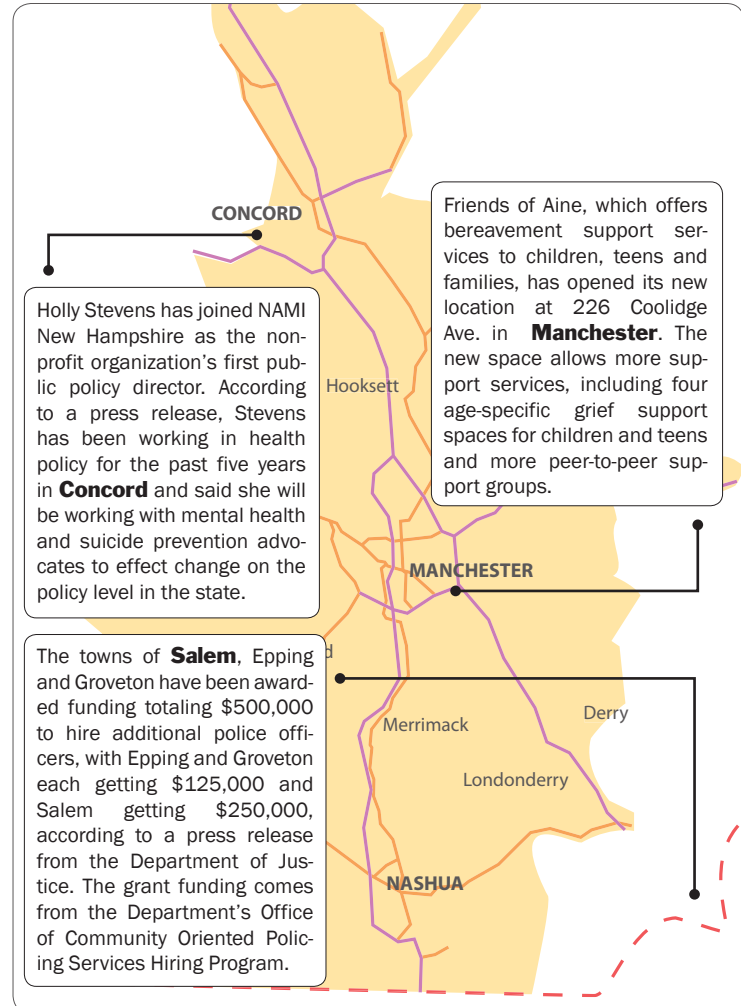 CONCORD
Holly Stevens has joined NAMI
New Hampshire as the non-
profit organization's first pub-
lic policy director. According
to a press release, Stevens
has been working in health
policy for the past five years
in Concord and said she will
be working with mental health
and suicide prevention advo-
cates to effect change on the
policy level in the state.
Friends of Aine, which offers
bereavement support ser-
vices to children, teens and
families, has opened its new
location at 226 Coolidge
Ave. in Manchester. The
new space allows more sup-
port services, including four
age-specific grief support
spaces for children and teens
and more peer-to-peer sup-
port groups.
Hooksett
MANCHESTER
The towns of Salem, Epping
and Groveton have been award-
ed funding totaling $500,000
to hire additional police offi-
cers, with Epping and Groveton
each getting $125,000 and
Salem getting $250,000,
according to a press release
from the Department of Jus-
tice. The grant funding comes
from the Department's Office
of Community Oriented Polic-
ing Services Hiring Program.
d
Merrimack
Derry
Londonderry
NASHUA